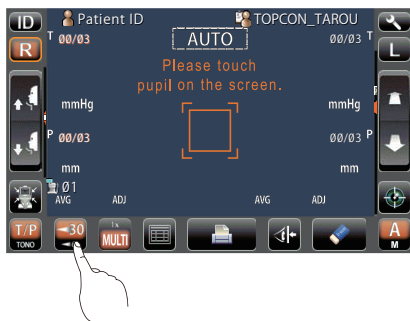 ID Patient ID TOPCON_TAROU
R T 00/03 AUTO 00/03 T L
Please touch
pupil on the screen.
mmHg mmHg
P 00/03 00/03 P
mm mm
01
AVG ADJ AVG ADJ
T/P TONO ◄30 1x MULTI A M